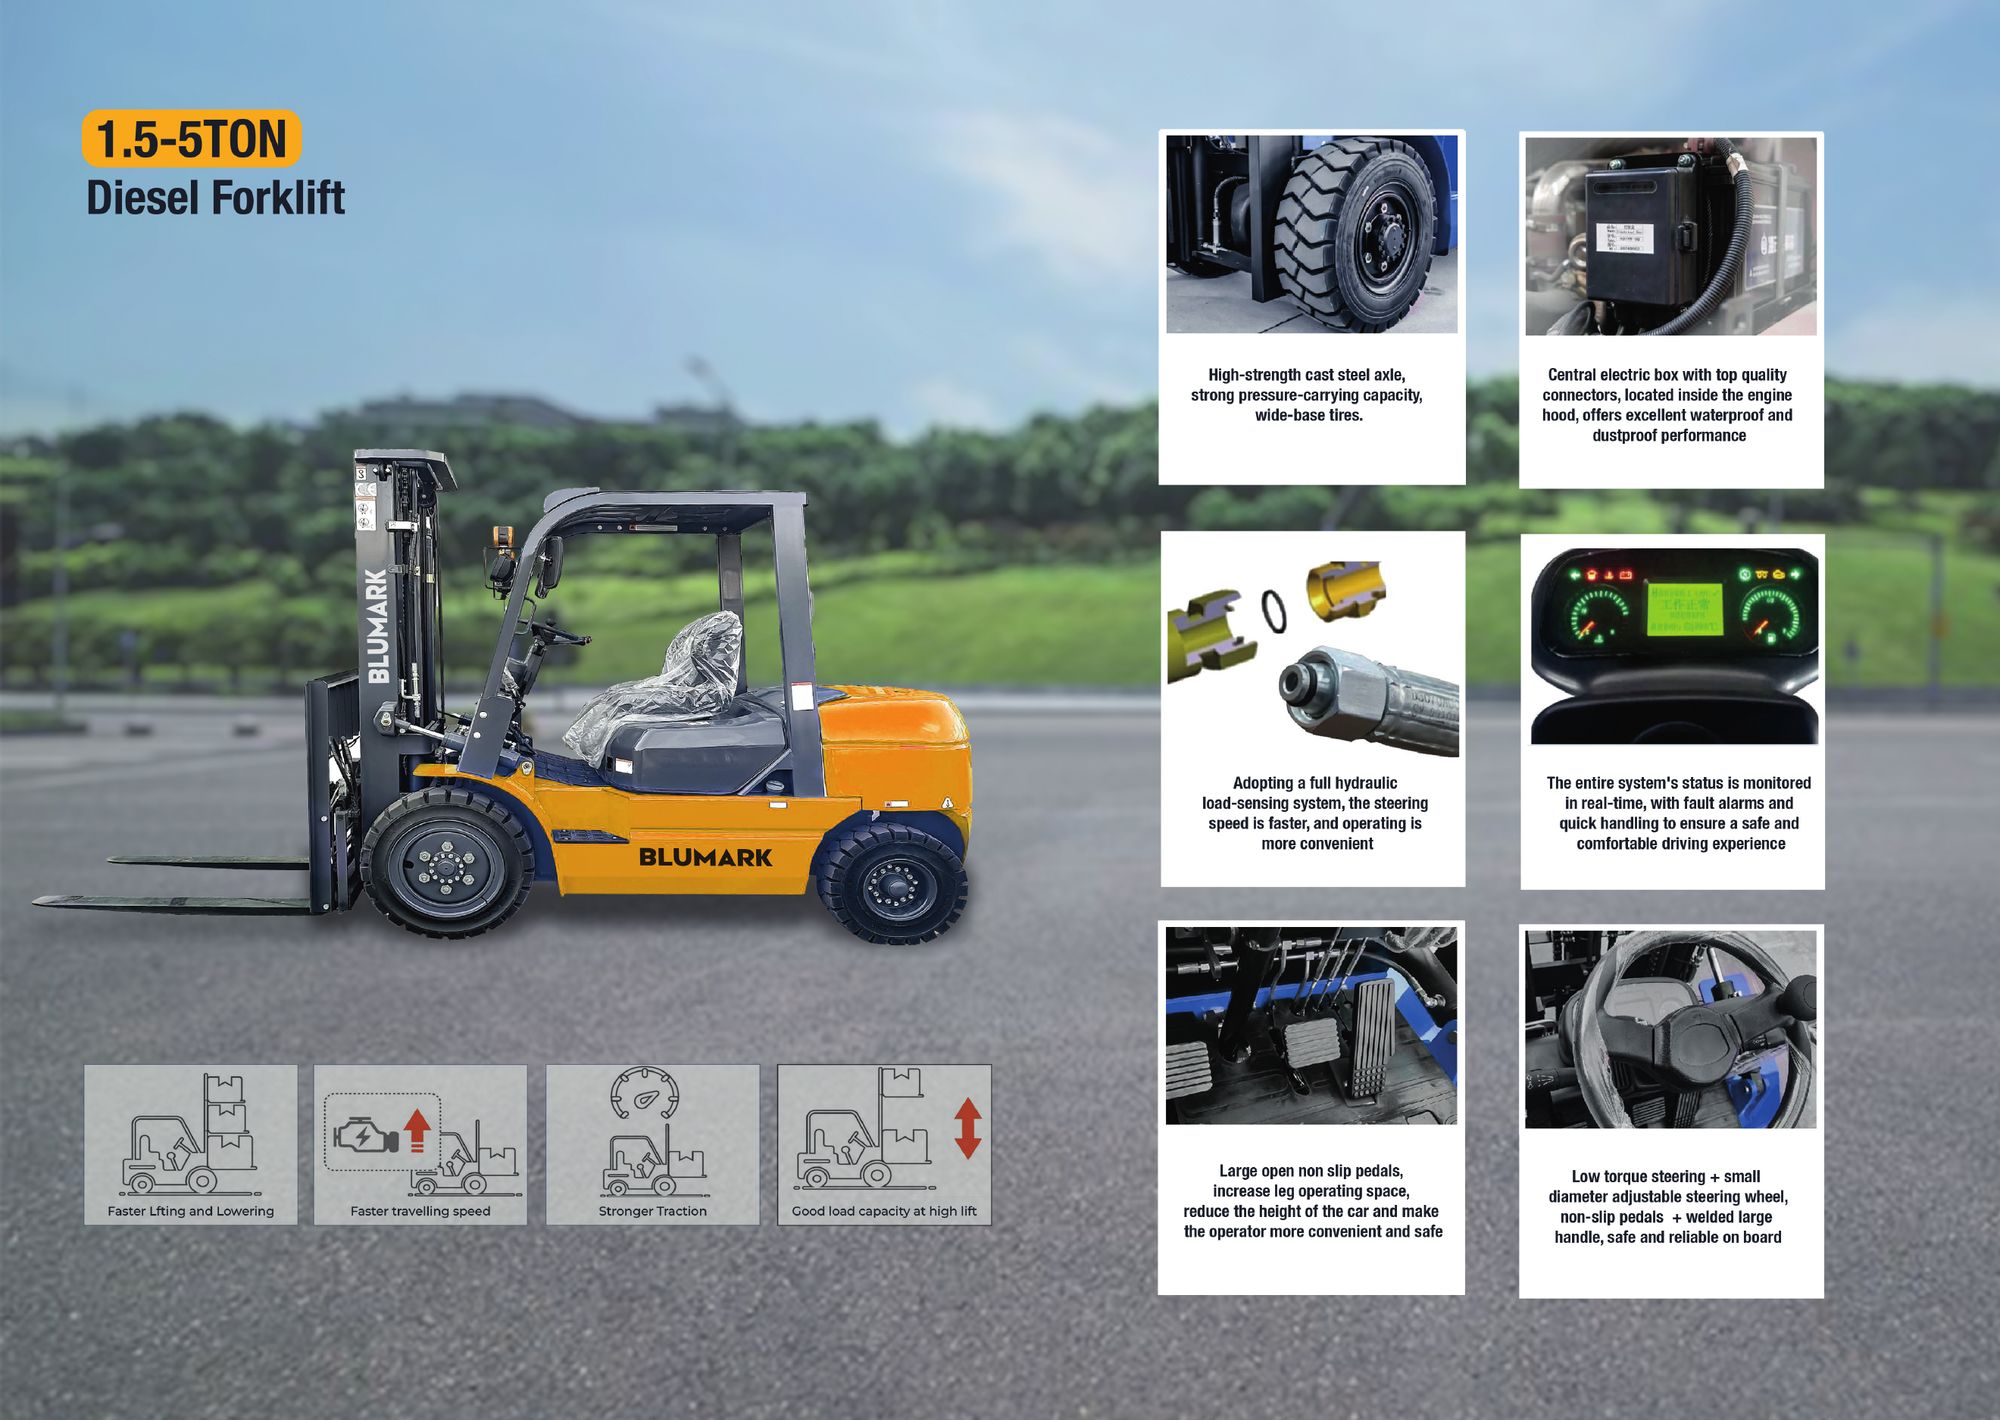 1.5-5TON
Diesel Forklift
BLUMARK
BLUMARK
Faster Lfting and Lowering
Faster travelling speed
Stronger Traction
Good load capacity at high lift
High-strength cast steel axle,
strong pressure-carrying capacity,
wide-base tires.
Central electric box with top quality
connectors, located inside the engine
hood, offers excellent waterproof and
dustproof performance
Adopting a full hydraulic
load-sensing system, the steering
speed is faster, and operating is
more convenient
工作正常
The entire system's status is monitored
in real-time, with fault alarms and
quick handling to ensure a safe and
comfortable driving experience
Large open non slip pedals,
increase leg operating space,
reduce the height of the car and make
the operator more convenient and safe
Low torque steering + small
diameter adjustable steering wheel,
non-slip pedals + welded large
handle, safe and reliable on board